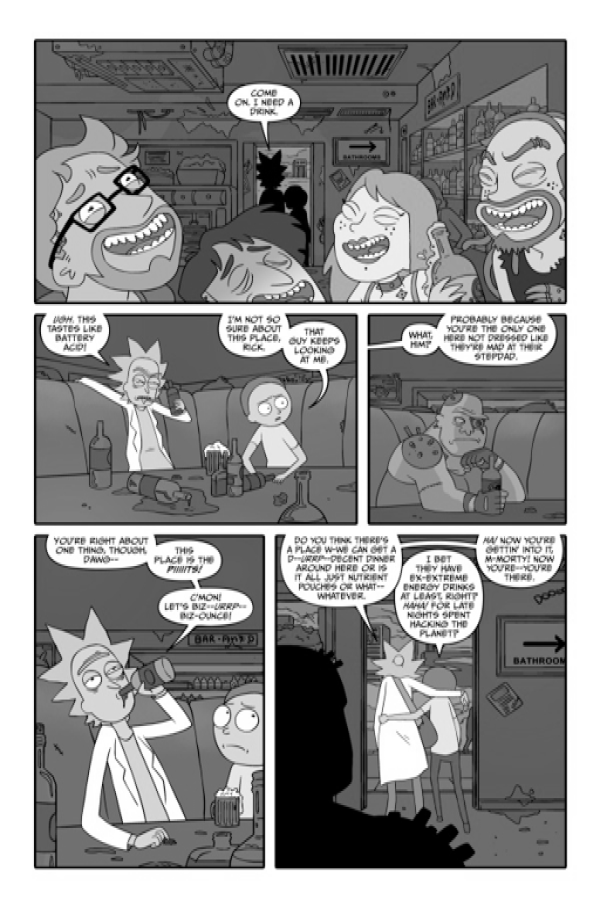 COME
ON. I NEED A
DRINK.
BAR-AWED
BATHROOMS
UGH. THIS
TASTES LIKE
BATTERY
ACID!
I'M NOT SO
SURE ABOUT
THIS PLACE,
RICK.
THAT
GUY KEEPS
LOOKING
AT ME.
WHAT,
HIM?
PROBABLY BECAUSE
YOU'RE THE ONLY ONE
HERE NOT DRESSED LIKE
THEY'RE MAD AT THEIR
STEPDAD.
YOU'RE RIGHT ABOUT
ONE THING, THOUGH,
DAWG--
THIS
PLACE IS THE
PIIIITS!
C'MON!
LET'S BIZ--URRP--
BIZ-OUNCE!
BAR-AWED
DO YOU THINK THERE'S
A PLACE W-WE CAN GET A
D--URRP--DECENT DINNER
AROUND HERE OR IS
IT ALL JUST NUTRIENT
POUCHES OR WHAT--
WHATEVER.
I BET
THEY HAVE
EX-EXTREME
ENERGY DRINKS
AT LEAST, RIGHT?
HAHA! FOR LATE
NIGHTS SPENT
HACKING THE
PLANET?
HA! NOW YOU'RE
GETTIN' INTO IT,
M-MORTY! NOW
YOU'RE--YOU'RE
THERE.
BATHROOM